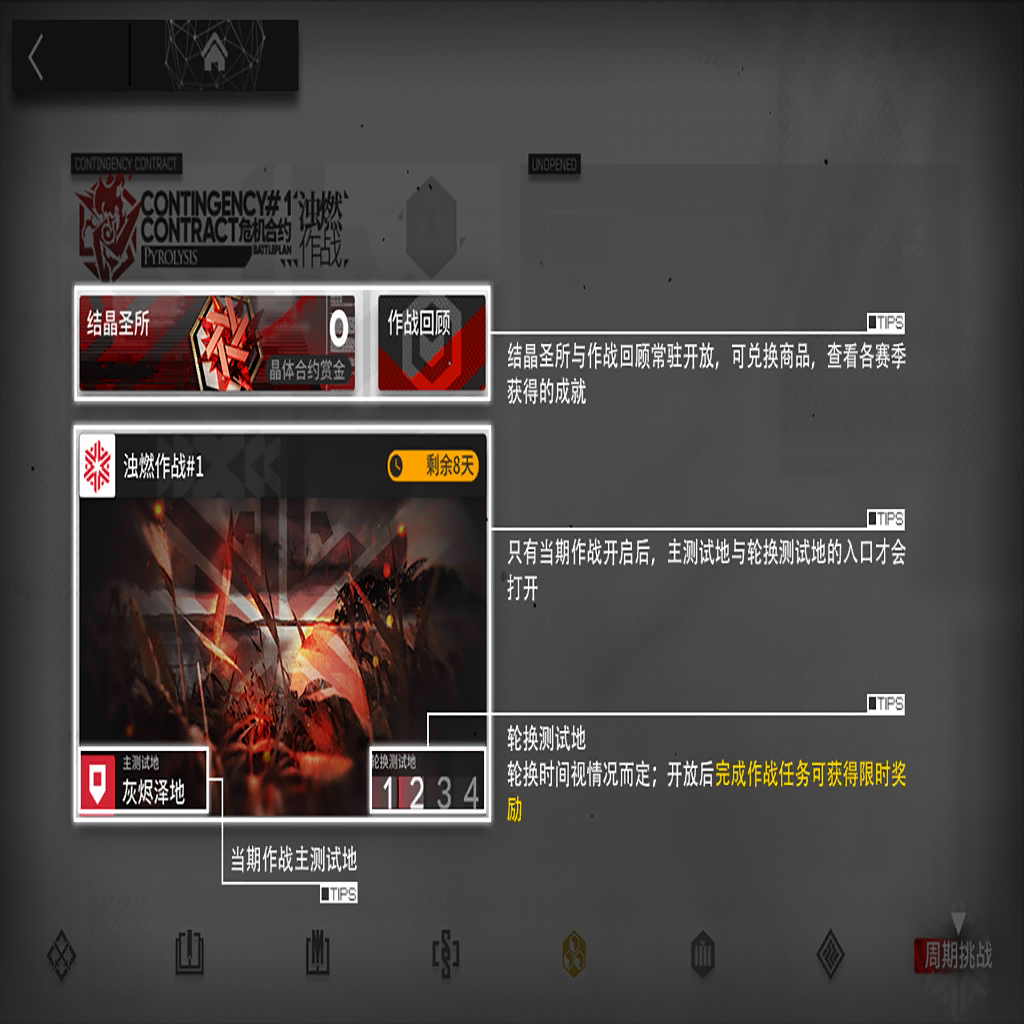 CONTINGENCY CONTRACT
UNOPENED
CONTINGENCY#1
CONTRACT危机合约
PYROLYSIS
BATTLEPLAN
浊燃
作战
结晶圣所
0
晶体合约赏金
作战回顾
TIPS
结晶圣所与作战回顾常驻开放，可兑换商品，查看各赛季
获得的成就
浊燃作战#1
剩余8天
TIPS
只有当期作战开启后，主测试地与轮换测试地的入口才会
打开
TIPS
轮换测试地
轮换时间视情况而定；开放后完成作战任务可获得限时奖
励
主测试地
灰烬泽地
轮换测试地
1 2 3 4
当期作战主测试地
TIPS
周期挑战